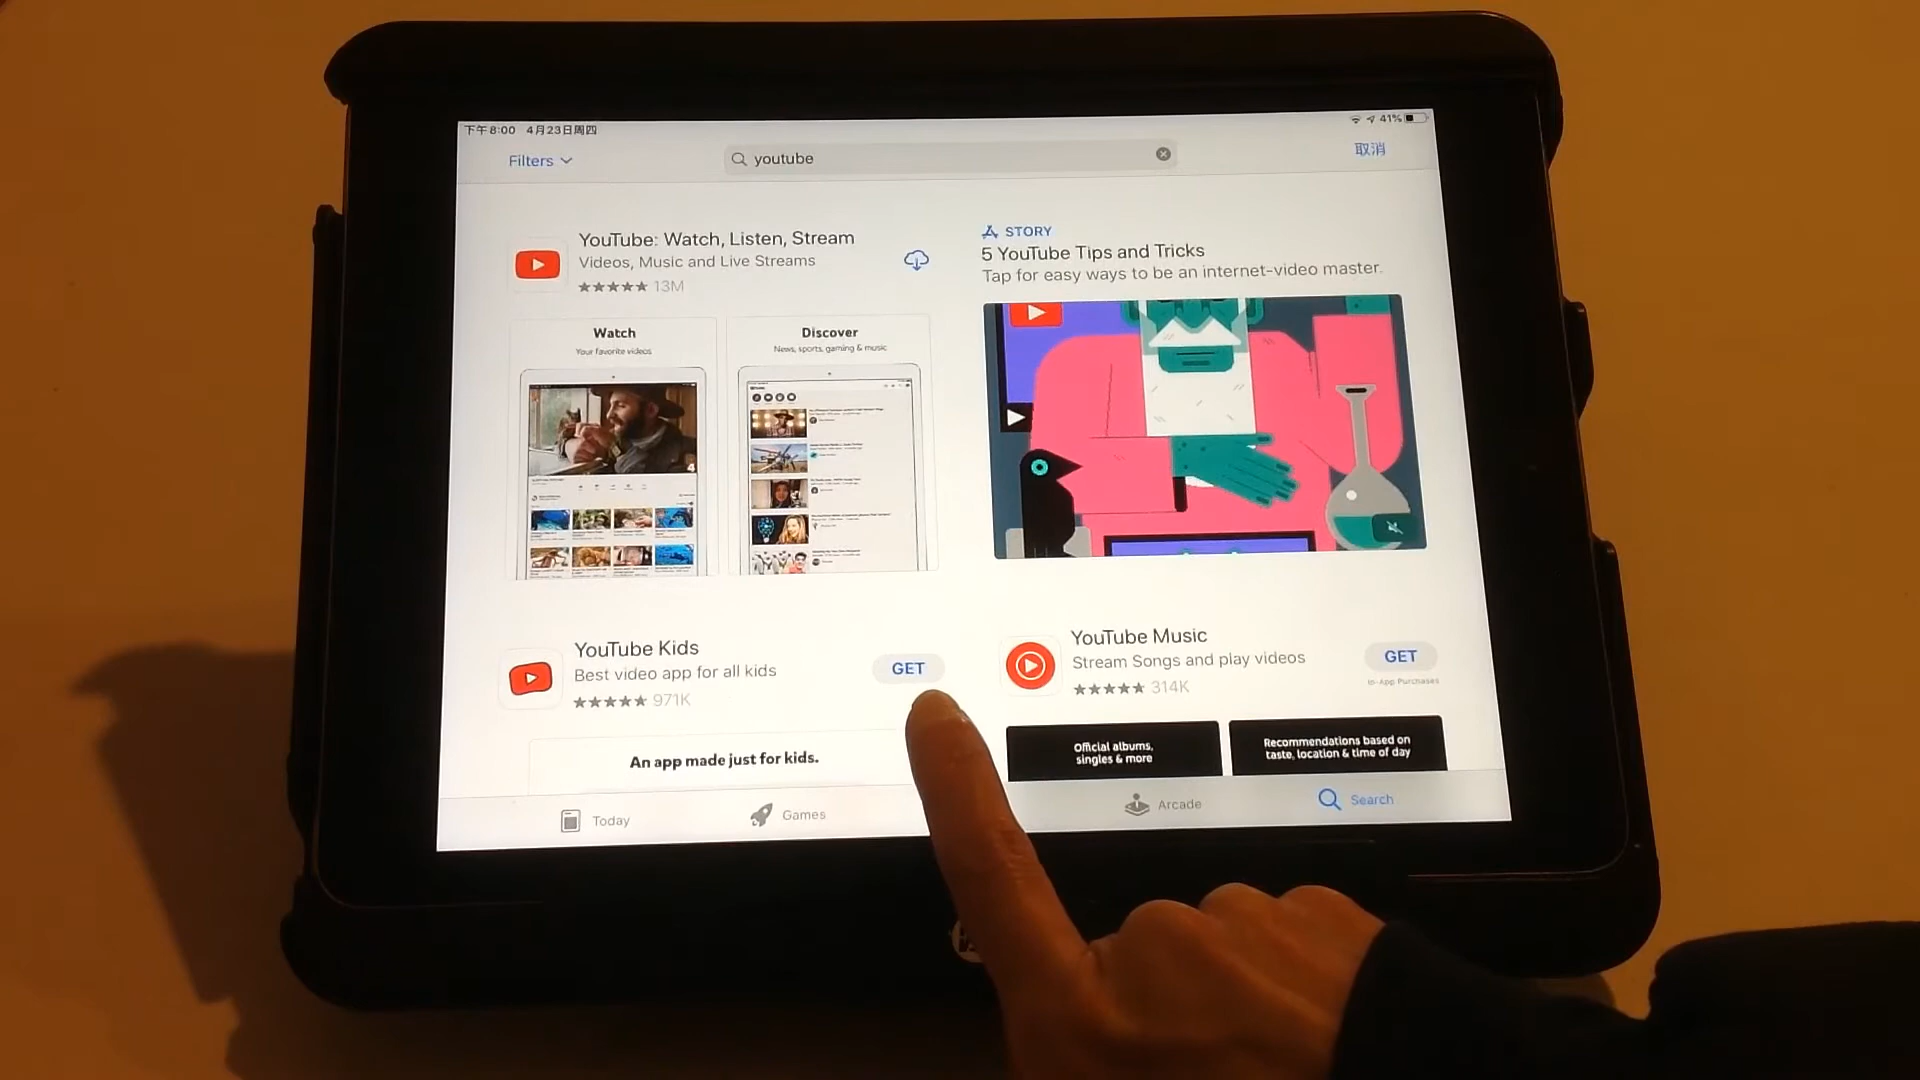 下午8:00 4月23日周四
41%
Filters
youtube
取消
YouTube: Watch, Listen, Stream
Videos, Music and Live Streams
13M
STORY
5 YouTube Tips and Tricks
Tap for easy ways to be an internet-video master.
Watch
Your favorite videos
Discover
News, sports, gaming & music
YouTube Kids
Best video app for all kids
971K
GET
YouTube Music
Stream Songs and play videos
314K
GET
In-App Purchases
An app made just for kids.
Official albums,
singles & more
Recommendations based on
taste, location & time of day
Today
Games
Arcade
Search